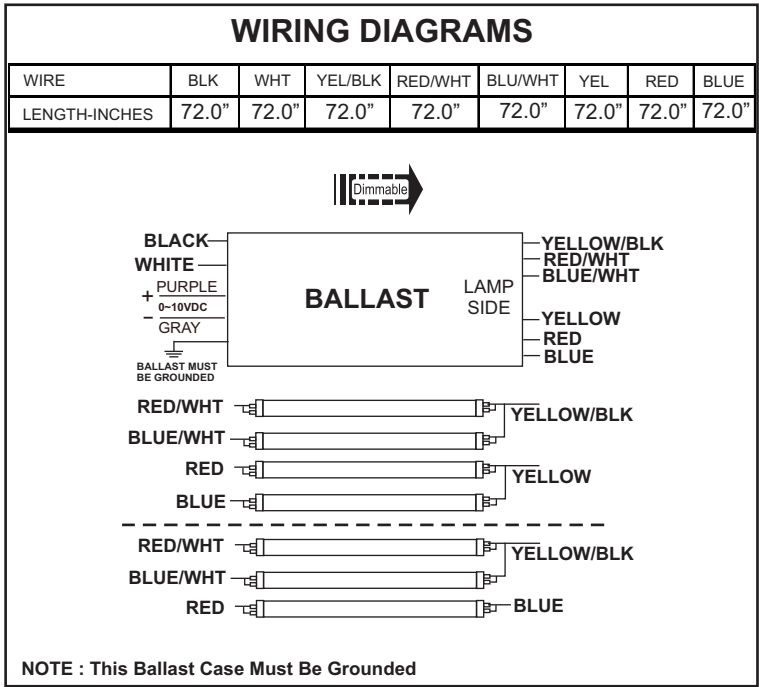 WIRING DIAGRAMS
WIRE BLK WHT YEL/BLK RED/WHT BLU/WHT YEL RED BLUE
LENGTH-INCHES 72.0” 72.0” 72.0” 72.0” 72.0” 72.0” 72.0” 72.0”
Dimmable
BLACK
WHITE
+ PURPLE
0~10VDC
− GRAY
BALLAST MUST
BE GROUNDED
BALLAST
LAMP
SIDE
YELLOW/BLK
RED/WHT
BLUE/WHT
YELLOW
RED
BLUE
RED/WHT YELLOW/BLK
BLUE/WHT
RED YELLOW
BLUE
RED/WHT YELLOW/BLK
BLUE/WHT
RED BLUE
NOTE : This Ballast Case Must Be Grounded